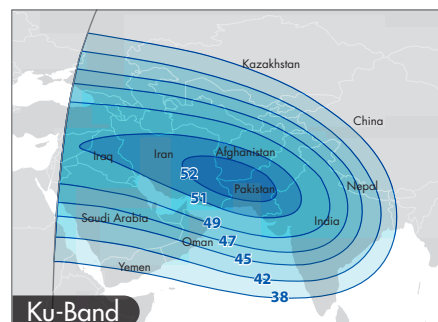 Kazakhstan
China
Iraq
Iran
Afghanistan
52
Pakistan
Nepal
51
Saudi Arabia
49
India
Oman
47
45
Yemen
42
38
Ku-Band